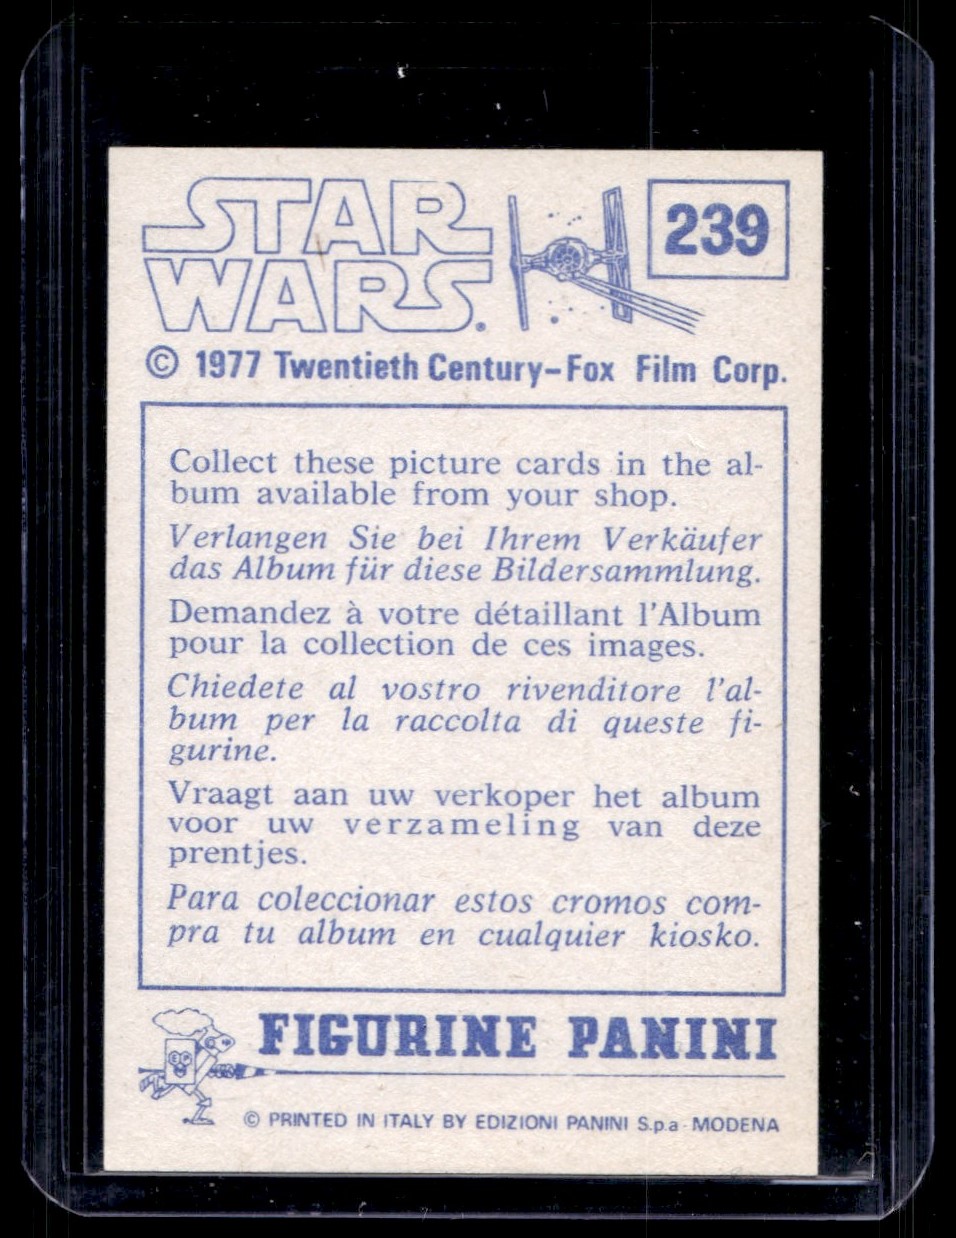 STAR
WARS.
239
© 1977 Twentieth Century-Fox Film Corp.
Collect these picture cards in the al-
bum available from your shop.
Verlangen Sie bei Ihrem Verkäufer
das Album für diese Bildersammlung.
Demandez à votre détaillant l'Album
pour la collection de ces images.
Chiedete al vostro rivenditore l'al-
bum per la raccolta di queste fi-
gurine.
Vraagt aan uw verkoper het album
voor uw verzameling van deze
prentjes.
Para coleccionar estos cromos com-
pra tu album en cualquier kiosko.
FIGURINE PANINI
© PRINTED IN ITALY BY EDIZIONI PANINI S.p.a - MODENA